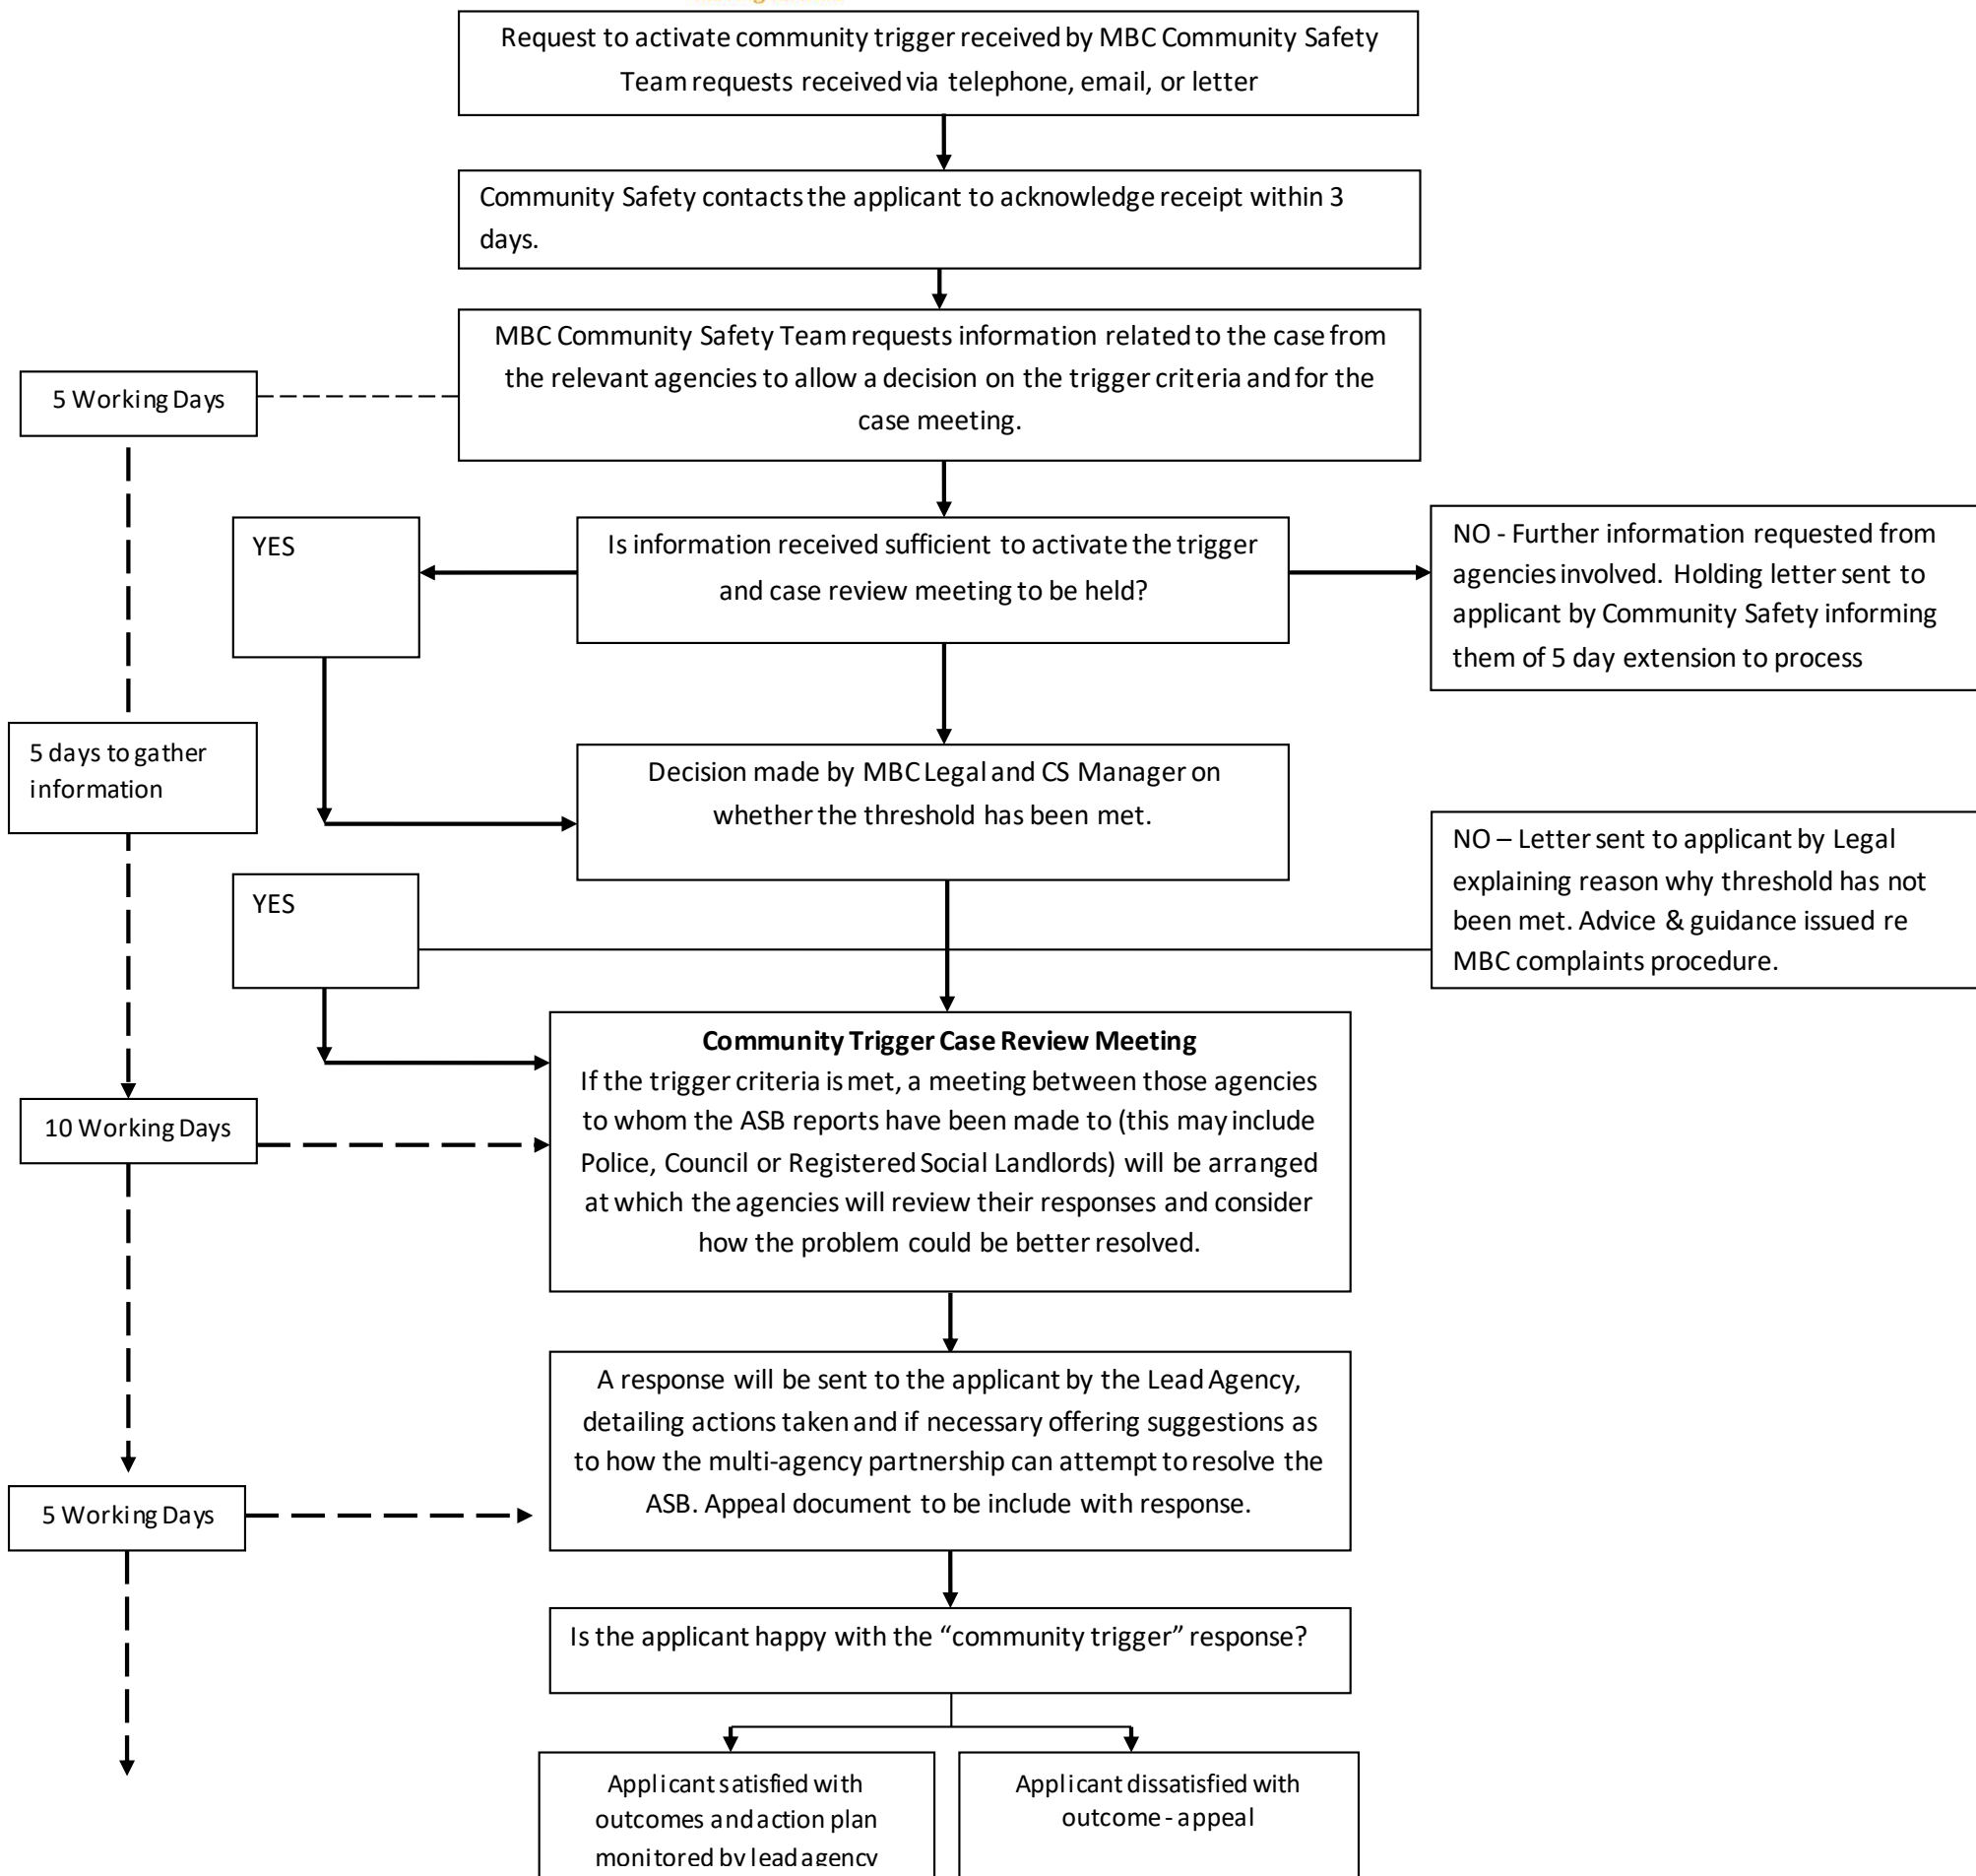 Request to activate community trigger received by MBC Community Safety
Team requests received via telephone, email, or letter
Community Safety contacts the applicant to acknowledge receipt within 3
days.
MBC Community Safety Team requests information related to the case from
the relevant agencies to allow a decision on the trigger criteria and for the
case meeting.
5 Working Days
YES
Is information received sufficient to activate the trigger
and case review meeting to be held?
NO - Further information requested from
agencies involved. Holding letter sent to
applicant by Community Safety informing
them of 5 day extension to process
5 days to gather
information
Decision made by MBC Legal and CS Manager on
whether the threshold has been met.
NO – Letter sent to applicant by Legal
explaining reason why threshold has not
been met. Advice & guidance issued re
MBC complaints procedure.
YES
Community Trigger Case Review Meeting
If the trigger criteria is met, a meeting between those agencies
to whom the ASB reports have been made to (this may include
Police, Council or Registered Social Landlords) will be arranged
at which the agencies will review their responses and consider
how the problem could be better resolved.
10 Working Days
A response will be sent to the applicant by the Lead Agency,
detailing actions taken and if necessary offering suggestions as
to how the multi-agency partnership can attempt to resolve the
ASB. Appeal document to be include with response.
5 Working Days
Is the applicant happy with the “community trigger” response?
Applicant satisfied with
outcomes and action plan
monitored by lead agency
Applicant dissatisfied with
outcome - appeal